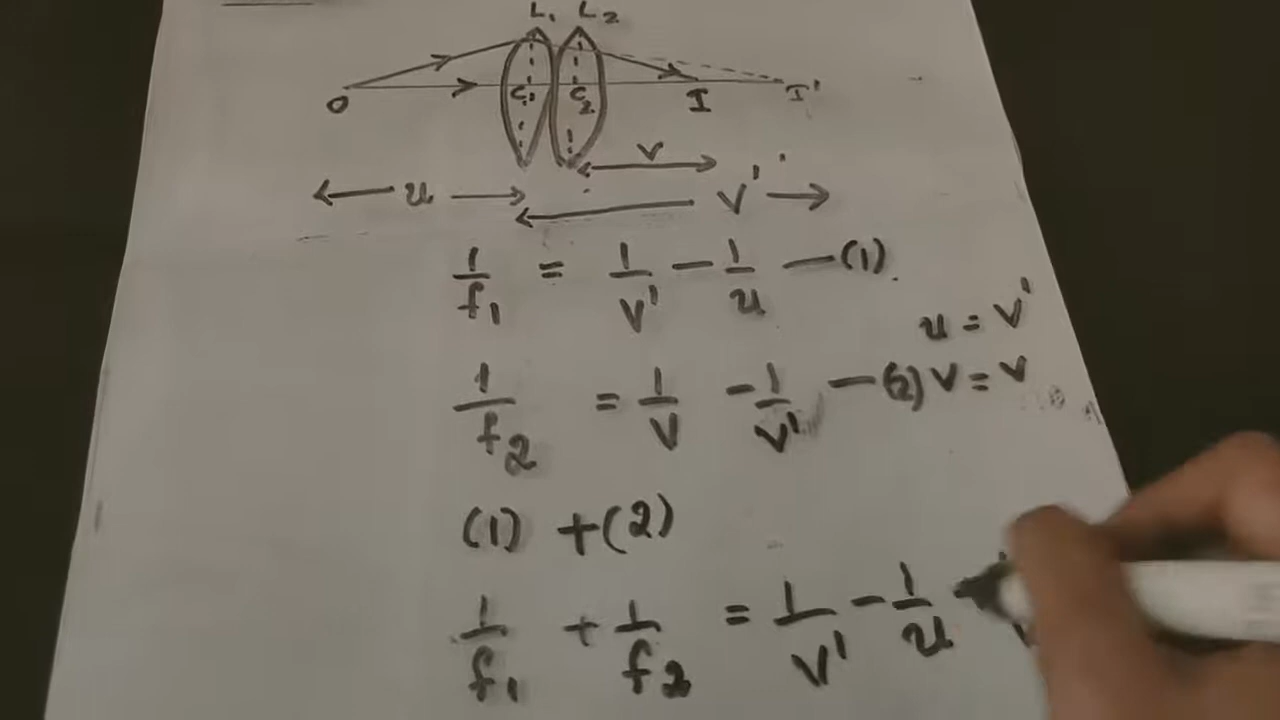 L₁ L₂
O C₁ C₂ I I'
v
u v'
1/f₁ = 1/v' - 1/u —(1)
u = v'
1/f₂ = 1/v - 1/v' —(2) v = v
(1) + (2)
1/f₁ + 1/f₂ = 1/v' - 1/u